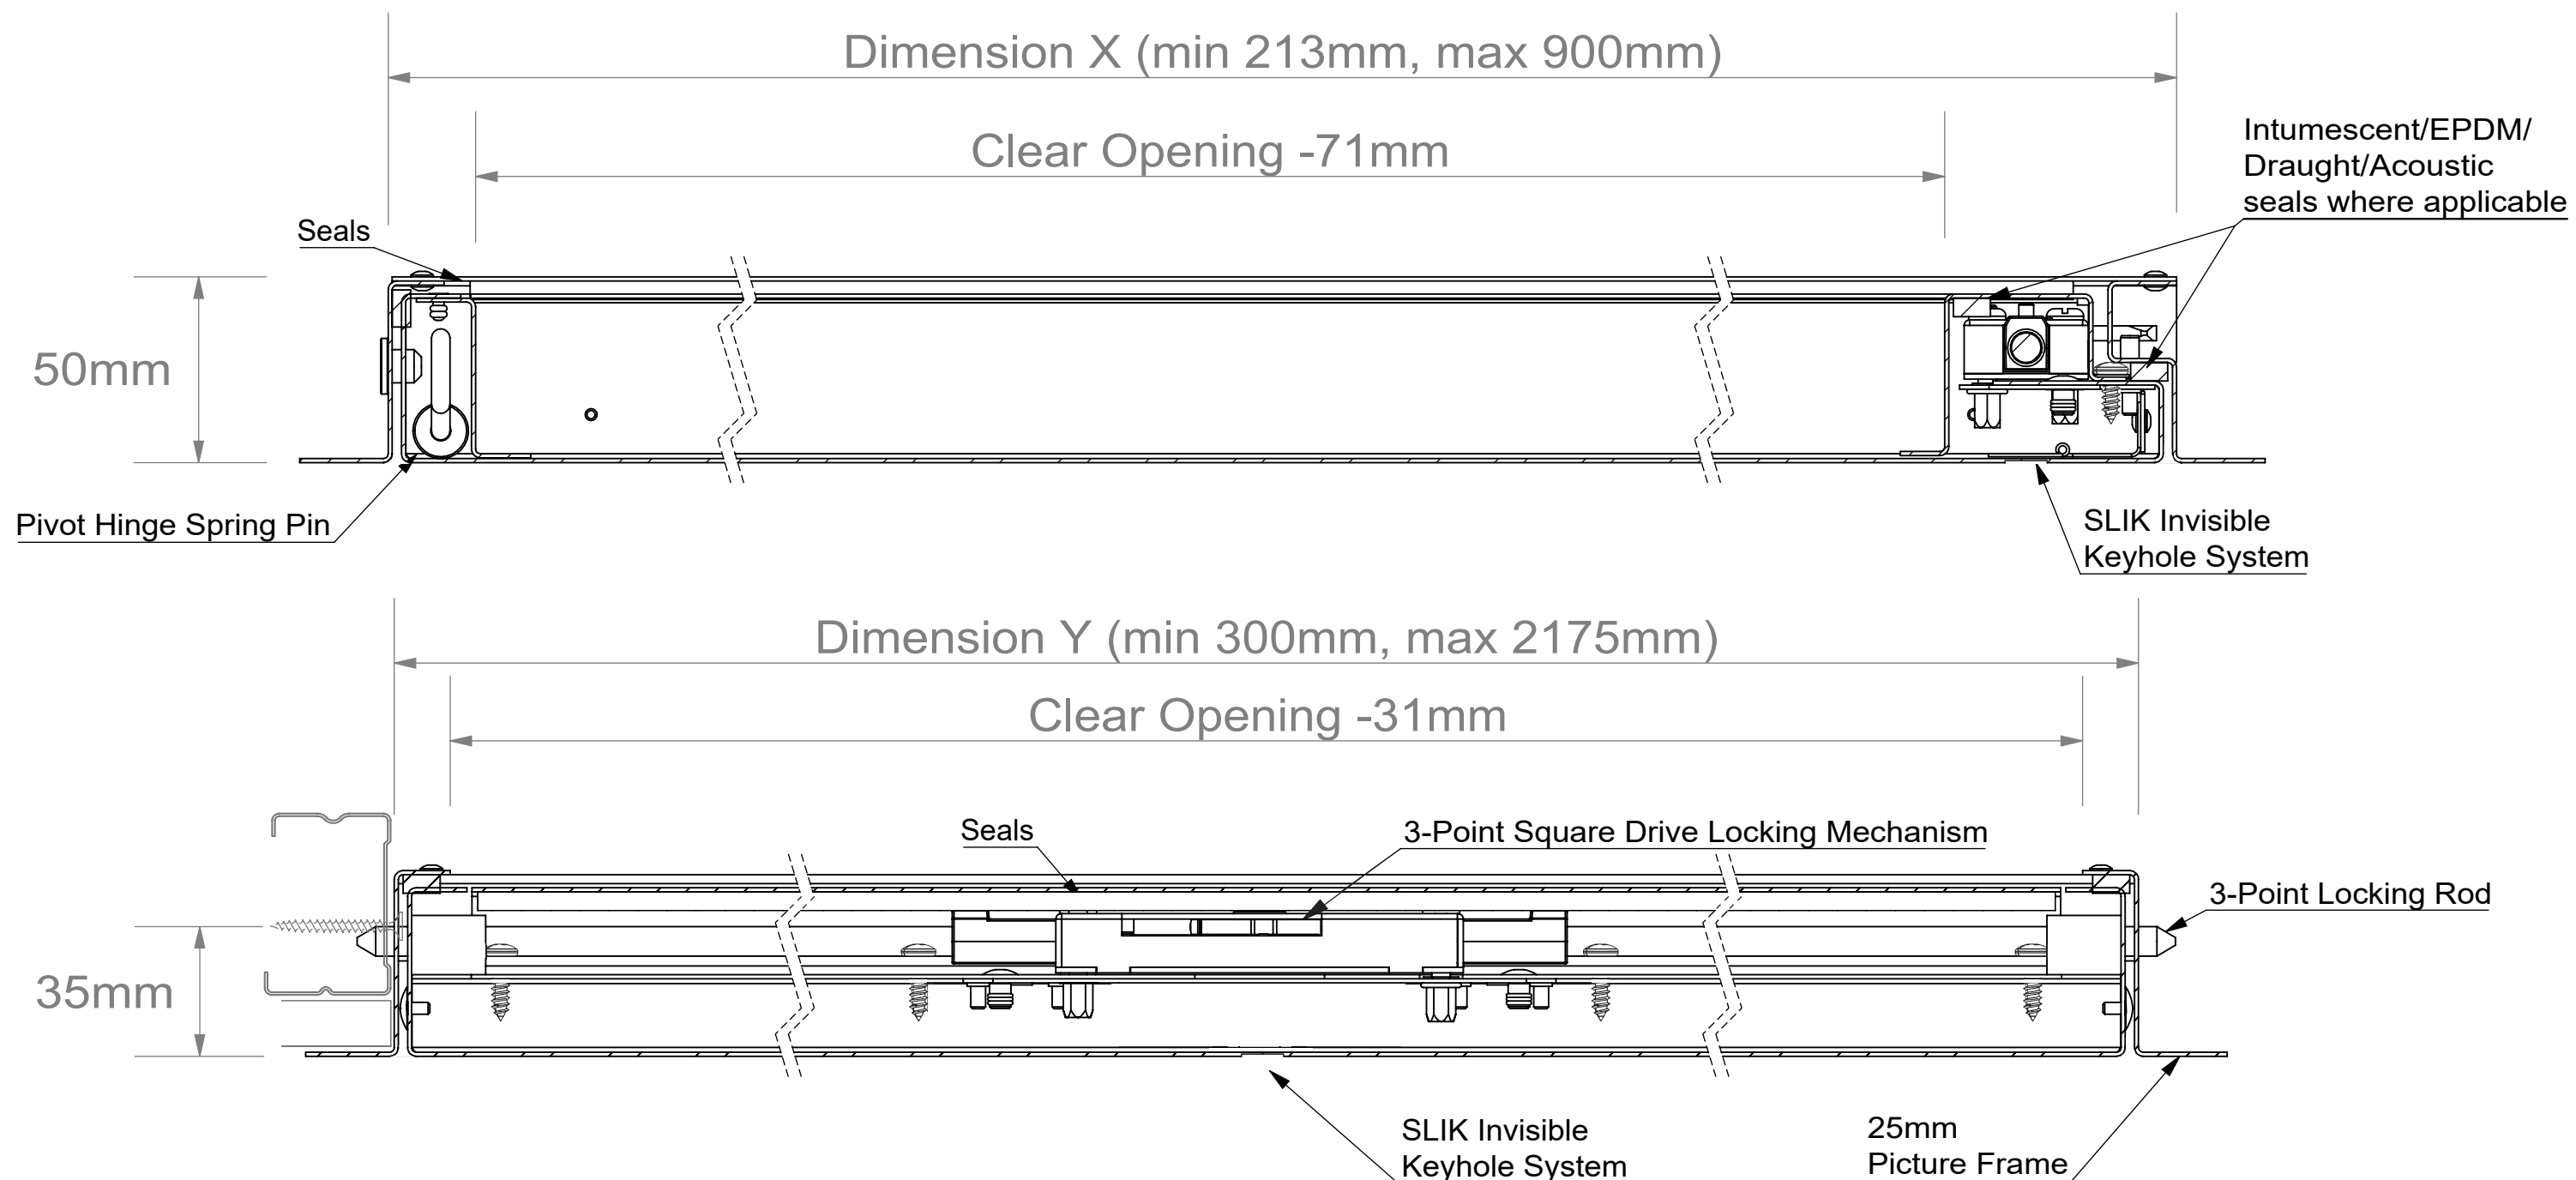 Dimension X (min 213mm, max 900mm)
Clear Opening -71mm
Intumescent/EPDM/
Draught/Acoustic
seals where applicable
Seals
50mm
Pivot Hinge Spring Pin
SLIK Invisible
Keyhole System
Dimension Y (min 300mm, max 2175mm)
Clear Opening -31mm
Seals
3-Point Square Drive Locking Mechanism
3-Point Locking Rod
35mm
SLIK Invisible
Keyhole System
25mm
Picture Frame